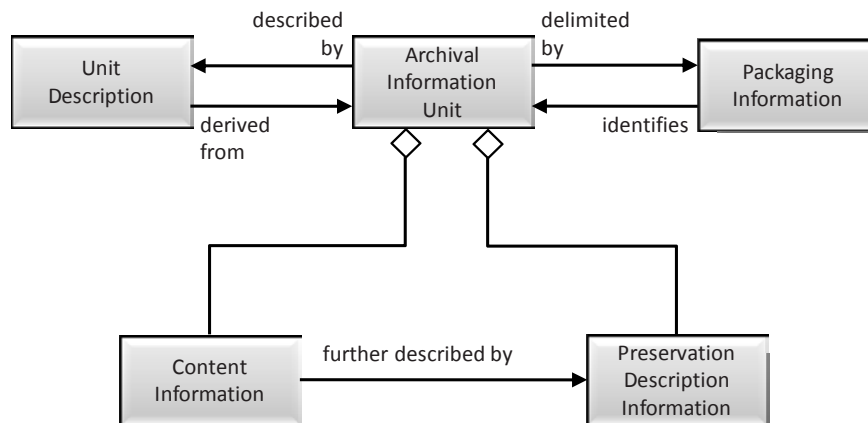 described
by
delimited
by
Unit
Description
Archival
Information
Unit
Packaging
Information
derived
from
identifies
Content
Information
further described by
Preservation
Description
Information